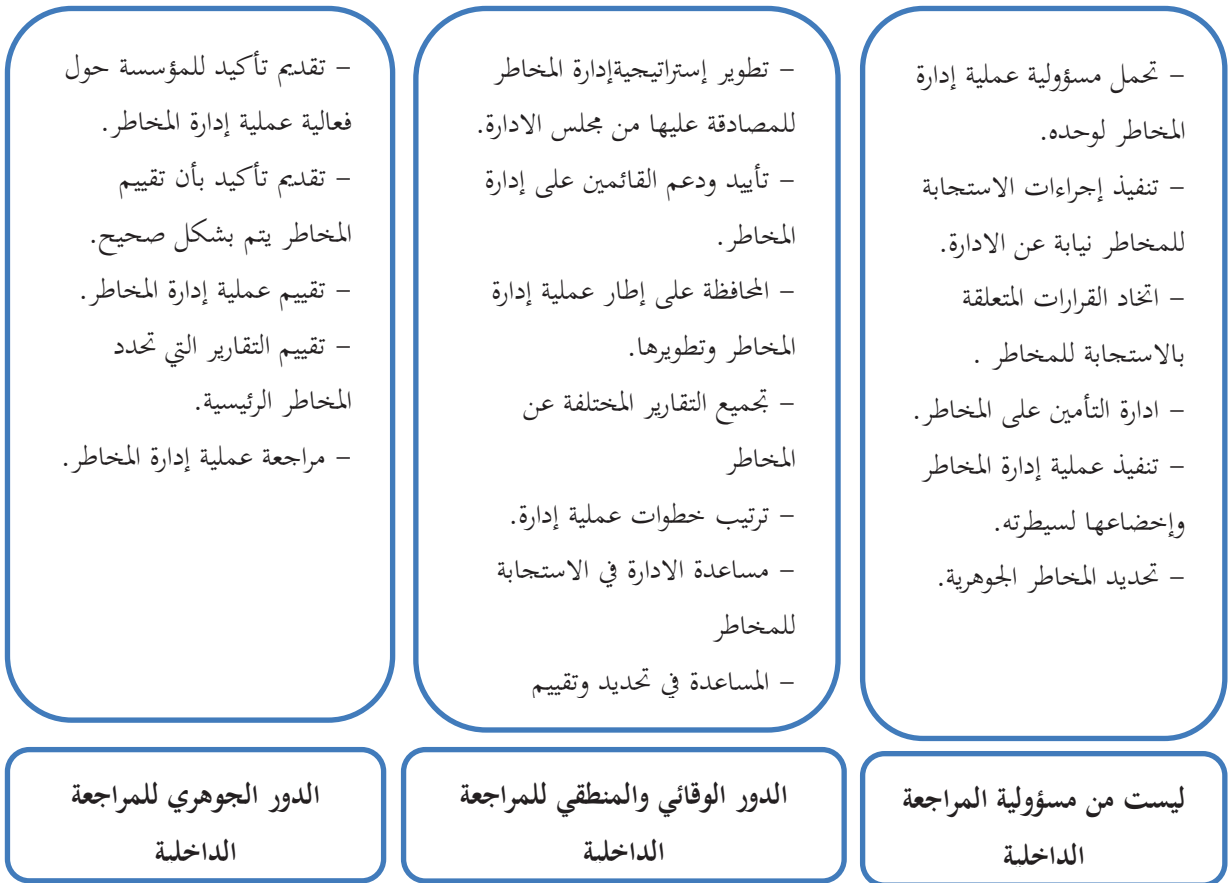 – تحمل مسؤولية عملية إدارة
المخاطر لوحده.
– تنفيذ إجراءات الاستجابة
للمخاطر نيابة عن الادارة.
– اتخاد القرارات المتعلقة
بالاستجابة للمخاطر .
– ادارة التأمين على المخاطر.
– تنفيذ عملية إدارة المخاطر
وإخضاعها لسيطرته.
– تحديد المخاطر الجوهرية.
ليست من مسؤولية المراجعة
الداخلية
– تطوير إستراتيجيةإدارة المخاطر
للمصادقة عليها من مجلس الادارة.
– تأييد ودعم القائمين على إدارة
المخاطر.
– المحافظة على إطار عملية إدارة
المخاطر وتطويرها.
– تجميع التقارير المختلفة عن
المخاطر
– ترتيب خطوات عملية إدارة.
– مساعدة الادارة في الاستجابة
للمخاطر
– المساعدة في تحديد وتقييم
الدور الوقائي والمنطقي للمراجعة
الداخلية
– تقديم تأكيد للمؤسسة حول
فعالية عملية إدارة المخاطر.
– تقديم تأكيد بأن تقييم
المخاطر يتم بشكل صحيح.
– تقييم عملية إدارة المخاطر.
– تقييم التقارير التي تحدد
المخاطر الرئيسية.
– مراجعة عملية إدارة المخاطر.
الدور الجوهري للمراجعة
الداخلية